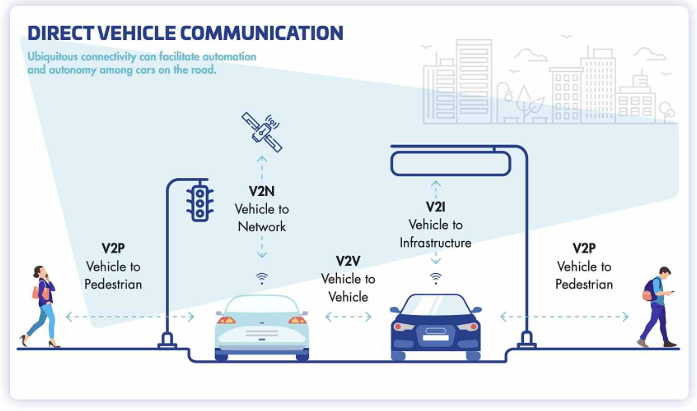 DIRECT VEHICLE COMMUNICATION
Ubiquitous connectivity can facilitate automation
and autonomy among cars on the road.
V2N
Vehicle to
Network
V2I
Vehicle to
Infrastructure
V2P
Vehicle to
Pedestrian
V2V
Vehicle to
Vehicle
V2P
Vehicle to
Pedestrian